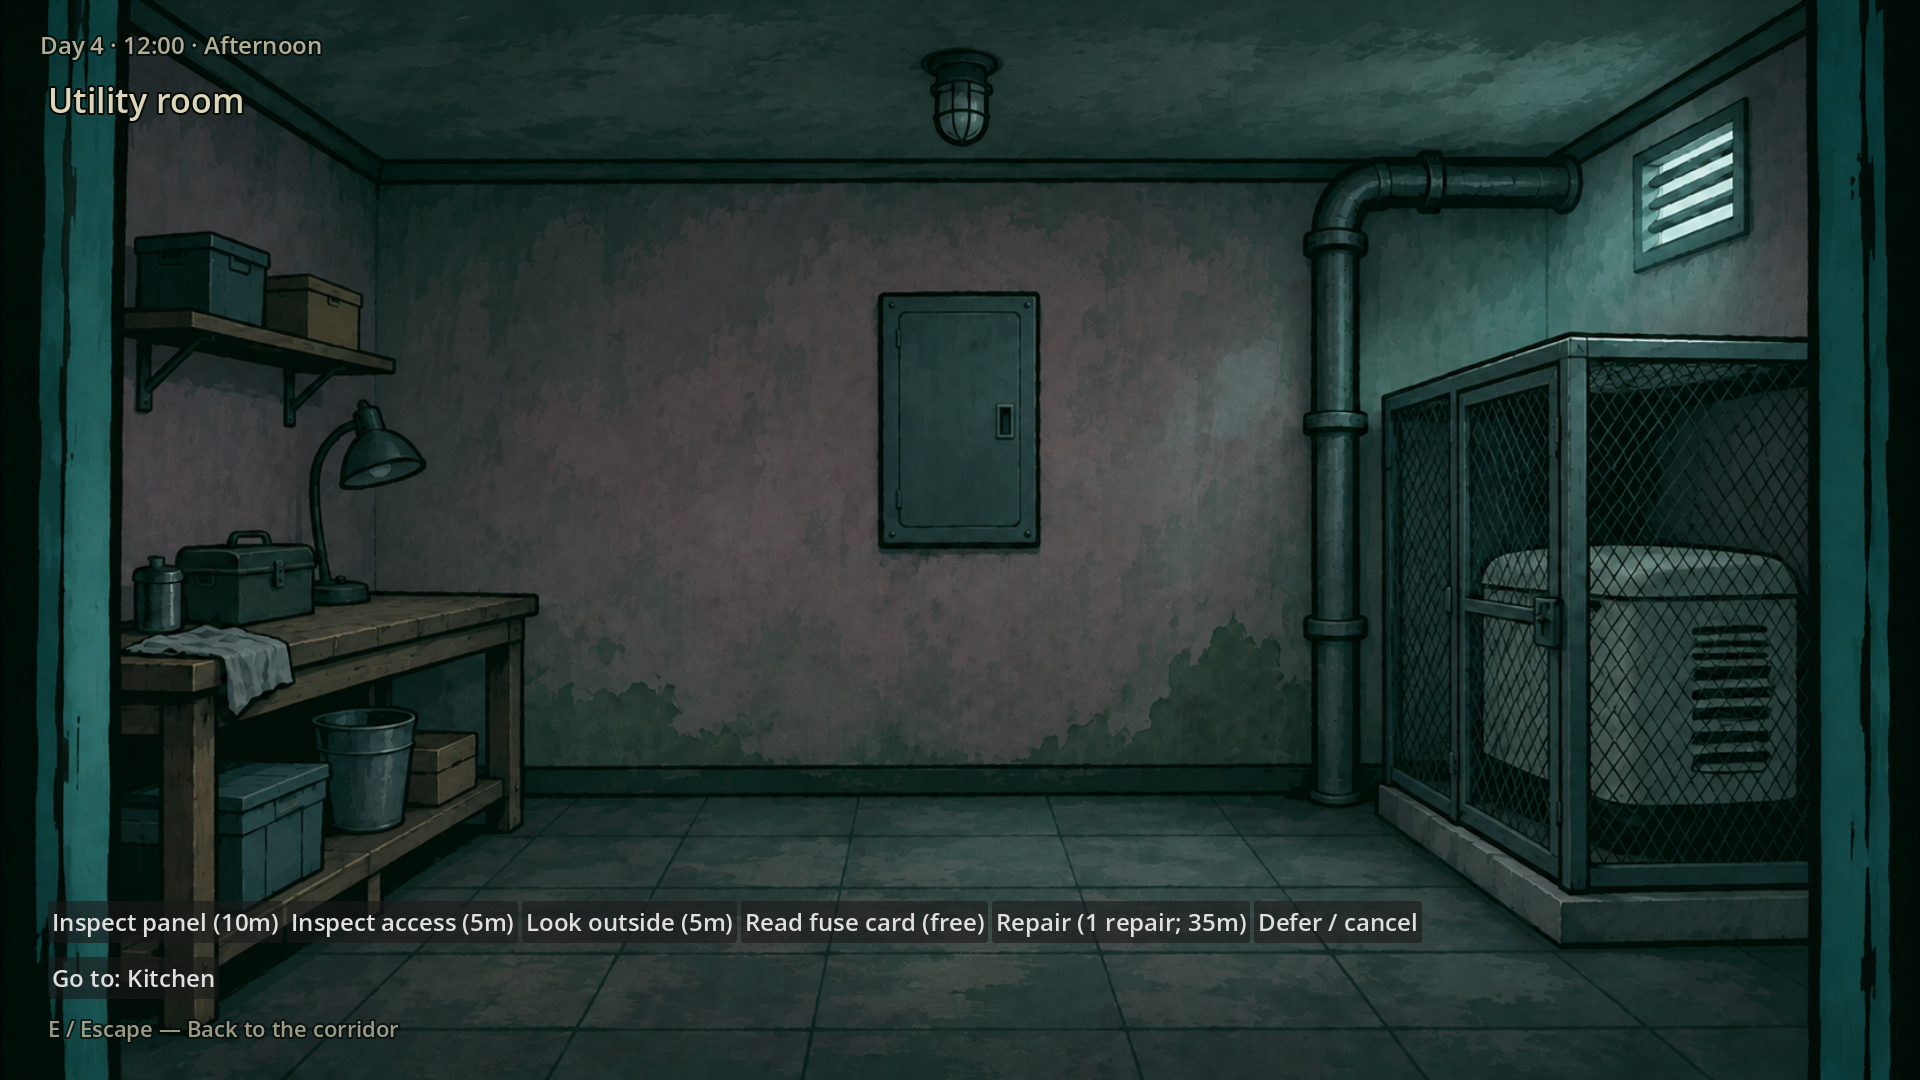 Day 4 · 12:00 · Afternoon
Utility room
Inspect panel (10m) Inspect access (5m) Look outside (5m) Read fuse card (free) Repair (1 repair; 35m) Defer / cancel
Go to: Kitchen
E / Escape — Back to the corridor